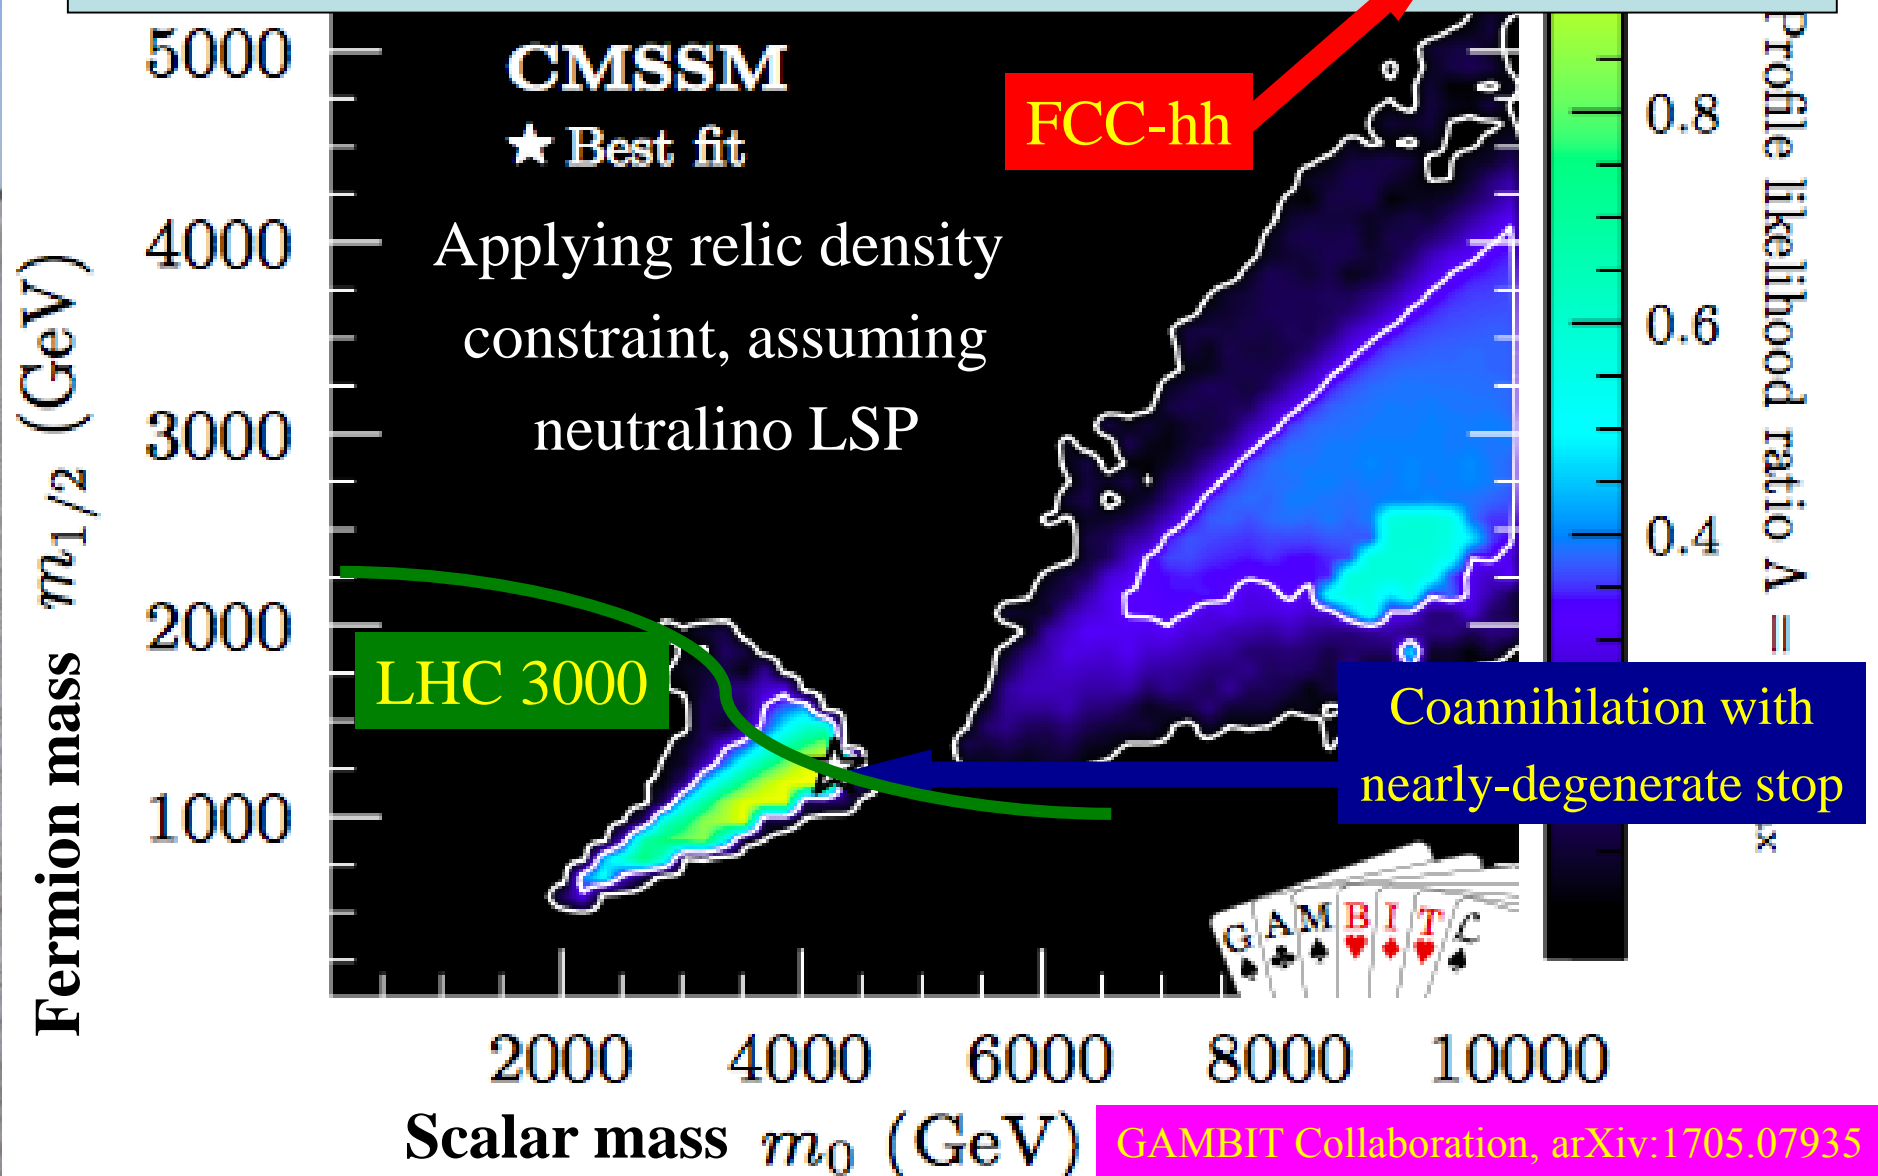 5000
4000
3000
2000
1000
Fermion mass m1/2 (GeV)
CMSSM
★ Best fit
Applying relic density
constraint, assuming
neutralino LSP
FCC-hh
LHC 3000
Coannihilation with
nearly-degenerate stop
0.8
0.6
0.4
Profile likelihood ratio Λ =
G A M B I T
2000 4000 6000 8000 10000
Scalar mass m0 (GeV)
GAMBIT Collaboration, arXiv:1705.07935